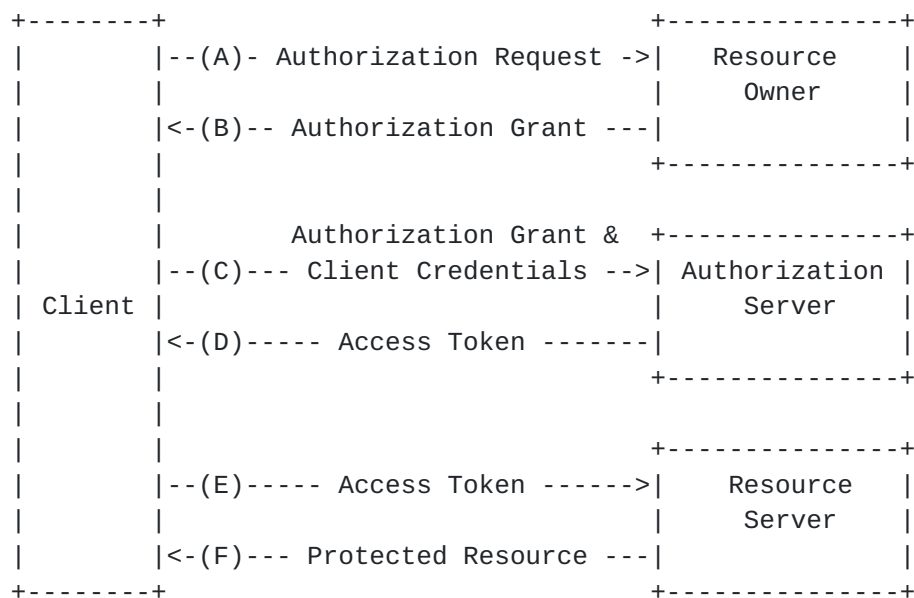 +--------+                               +---------------+
|        |--(A)- Authorization Request ->|   Resource    |
|        |                               |     Owner     |
|        |<-(B)-- Authorization Grant ---|               |
|        |                               +---------------+
|        |
|        |        Authorization Grant &  +---------------+
|        |--(C)--- Client Credentials -->| Authorization |
| Client |                               |     Server    |
|        |<-(D)----- Access Token -------|               |
|        |                               +---------------+
|        |
|        |                               +---------------+
|        |--(E)----- Access Token ------>|    Resource   |
|        |                               |     Server    |
|        |<-(F)--- Protected Resource ---|               |
+--------+                               +---------------+